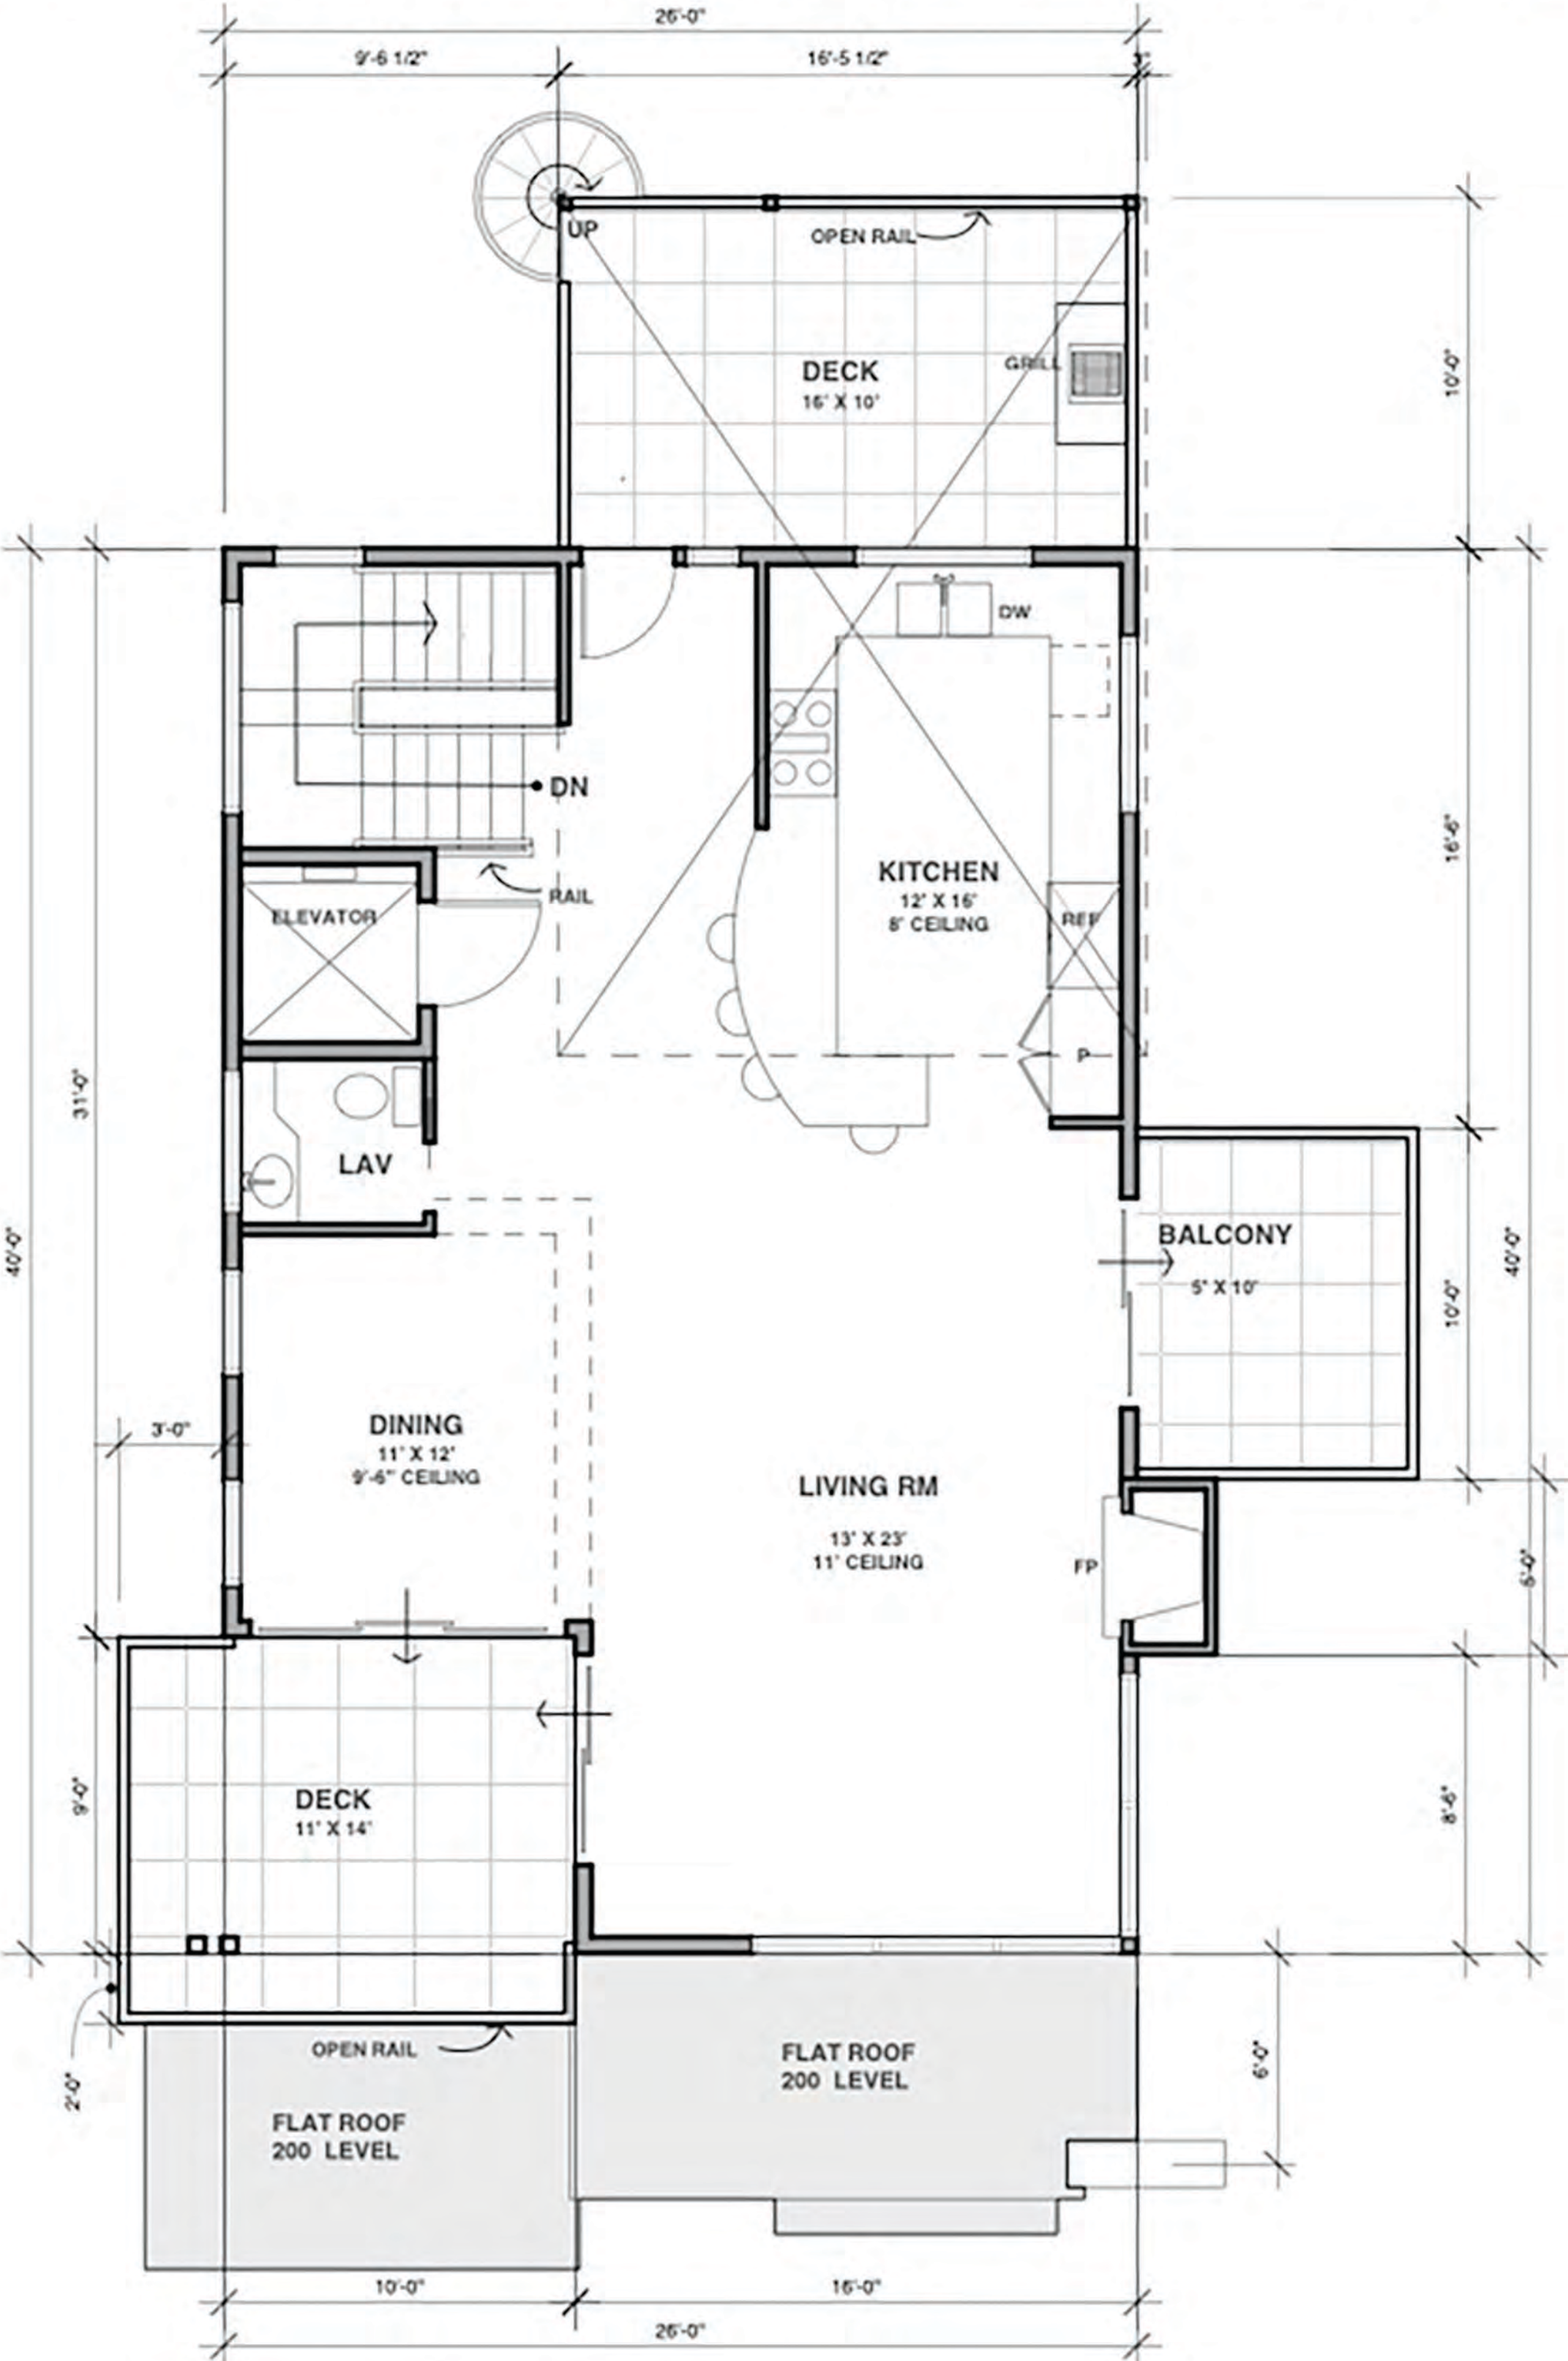 26'-0"
9'-6 1/2"
16'-5 1/2"
3"
UP
OPEN RAIL
DECK
16' X 10'
GRILL
10'-0"
DW
DN
RAIL
ELEVATOR
KITCHEN
12' X 16'
8' CEILING
REF
P
16'-6"
31'-0"
40'-0"
LAV
BALCONY
5' X 10'
10'-0"
40'-0"
3'-0"
DINING
11' X 12'
9'-6" CEILING
LIVING RM
13' X 23'
11' CEILING
FP
DECK
11' X 14'
9'-0"
8'-6"
2'-0"
OPEN RAIL
FLAT ROOF
200 LEVEL
FLAT ROOF
200 LEVEL
6'-0"
10'-0"
16'-0"
26'-0"